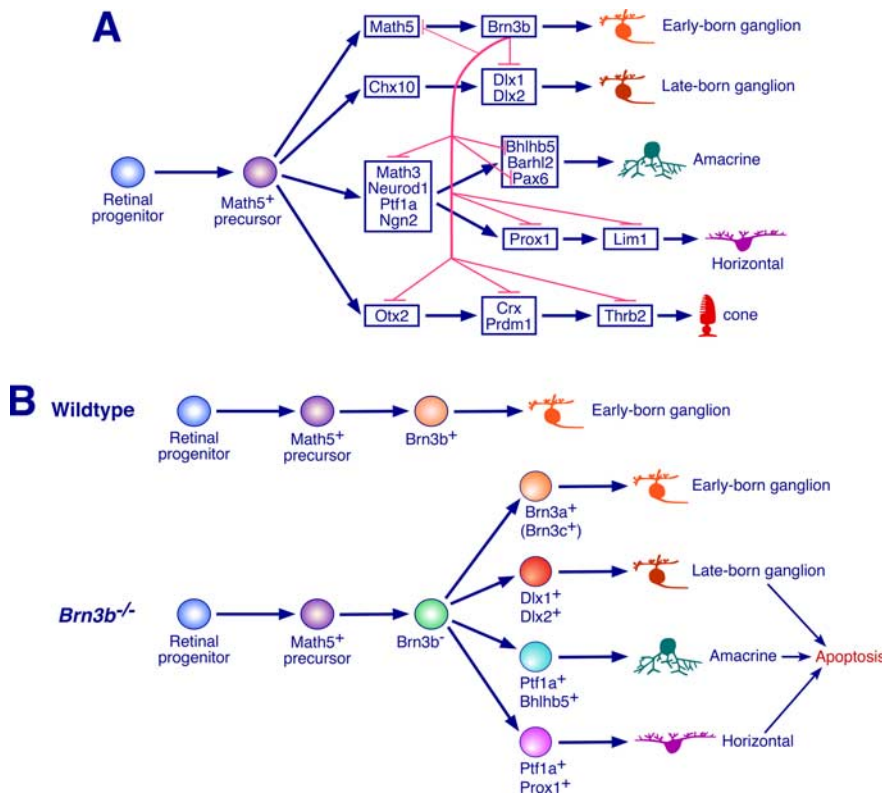 A
Math5
Brn3b
Early-born ganglion
Chx10
Dlx1
Dlx2
Late-born ganglion
Retinal
progenitor
Math5+
precursor
Math3
Neurod1
Ptf1a
Ngn2
Bhlhb5
Barhl2
Pax6
Amacrine
Prox1
Lim1
Horizontal
Otx2
Crx
Prdm1
Thrb2
cone
B
Wildtype
Retinal
progenitor
Math5+
precursor
Brn3b+
Early-born ganglion
Brn3b-/-
Retinal
progenitor
Math5+
precursor
Brn3b-
Brn3a+
(Brn3c+)
Early-born ganglion
Dlx1+
Dlx2+
Late-born ganglion
Ptf1a+
Bhlhb5+
Amacrine
Apoptosis
Ptf1a+
Prox1+
Horizontal